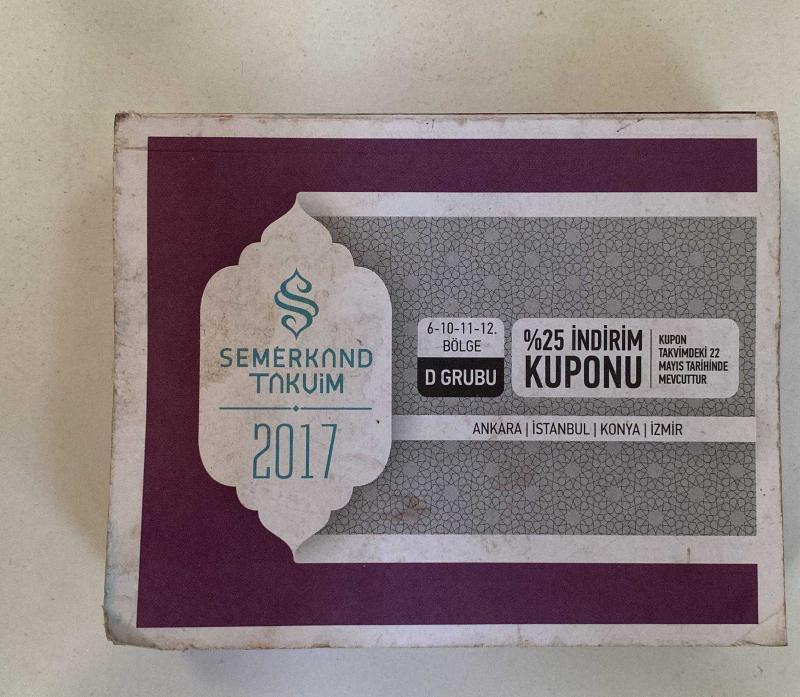 SEMERKAND
TAKVİM
2017
6-10-11-12.
BÖLGE
D GRUBU
%25 İNDİRİM
KUPONU
KUPON
TAKVİMDEKİ 22
MAYIS TARİHİNDE
MEVCUTTUR
ANKARA | İSTANBUL | KONYA | İZMİR